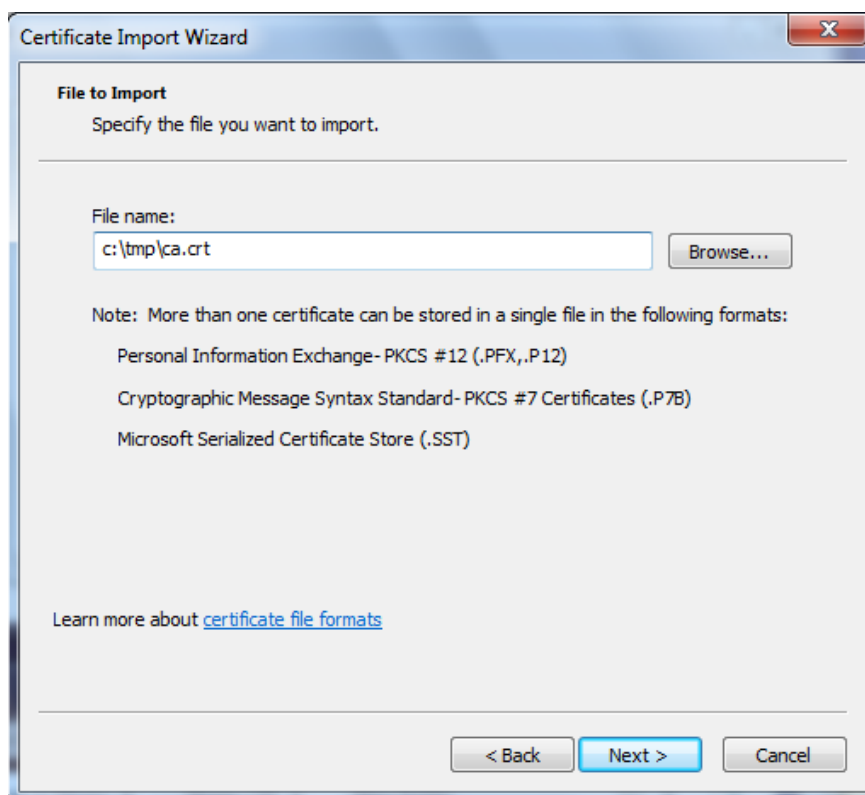 Certificate Import Wizard
File to Import
Specify the file you want to import.
File name:
c:\tmp\ca.crt
Browse...
Note: More than one certificate can be stored in a single file in the following formats:
Personal Information Exchange- PKCS #12 (.PFX,.P12)
Cryptographic Message Syntax Standard- PKCS #7 Certificates (.P7B)
Microsoft Serialized Certificate Store (.SST)
Learn more about certificate file formats
< Back
Next >
Cancel